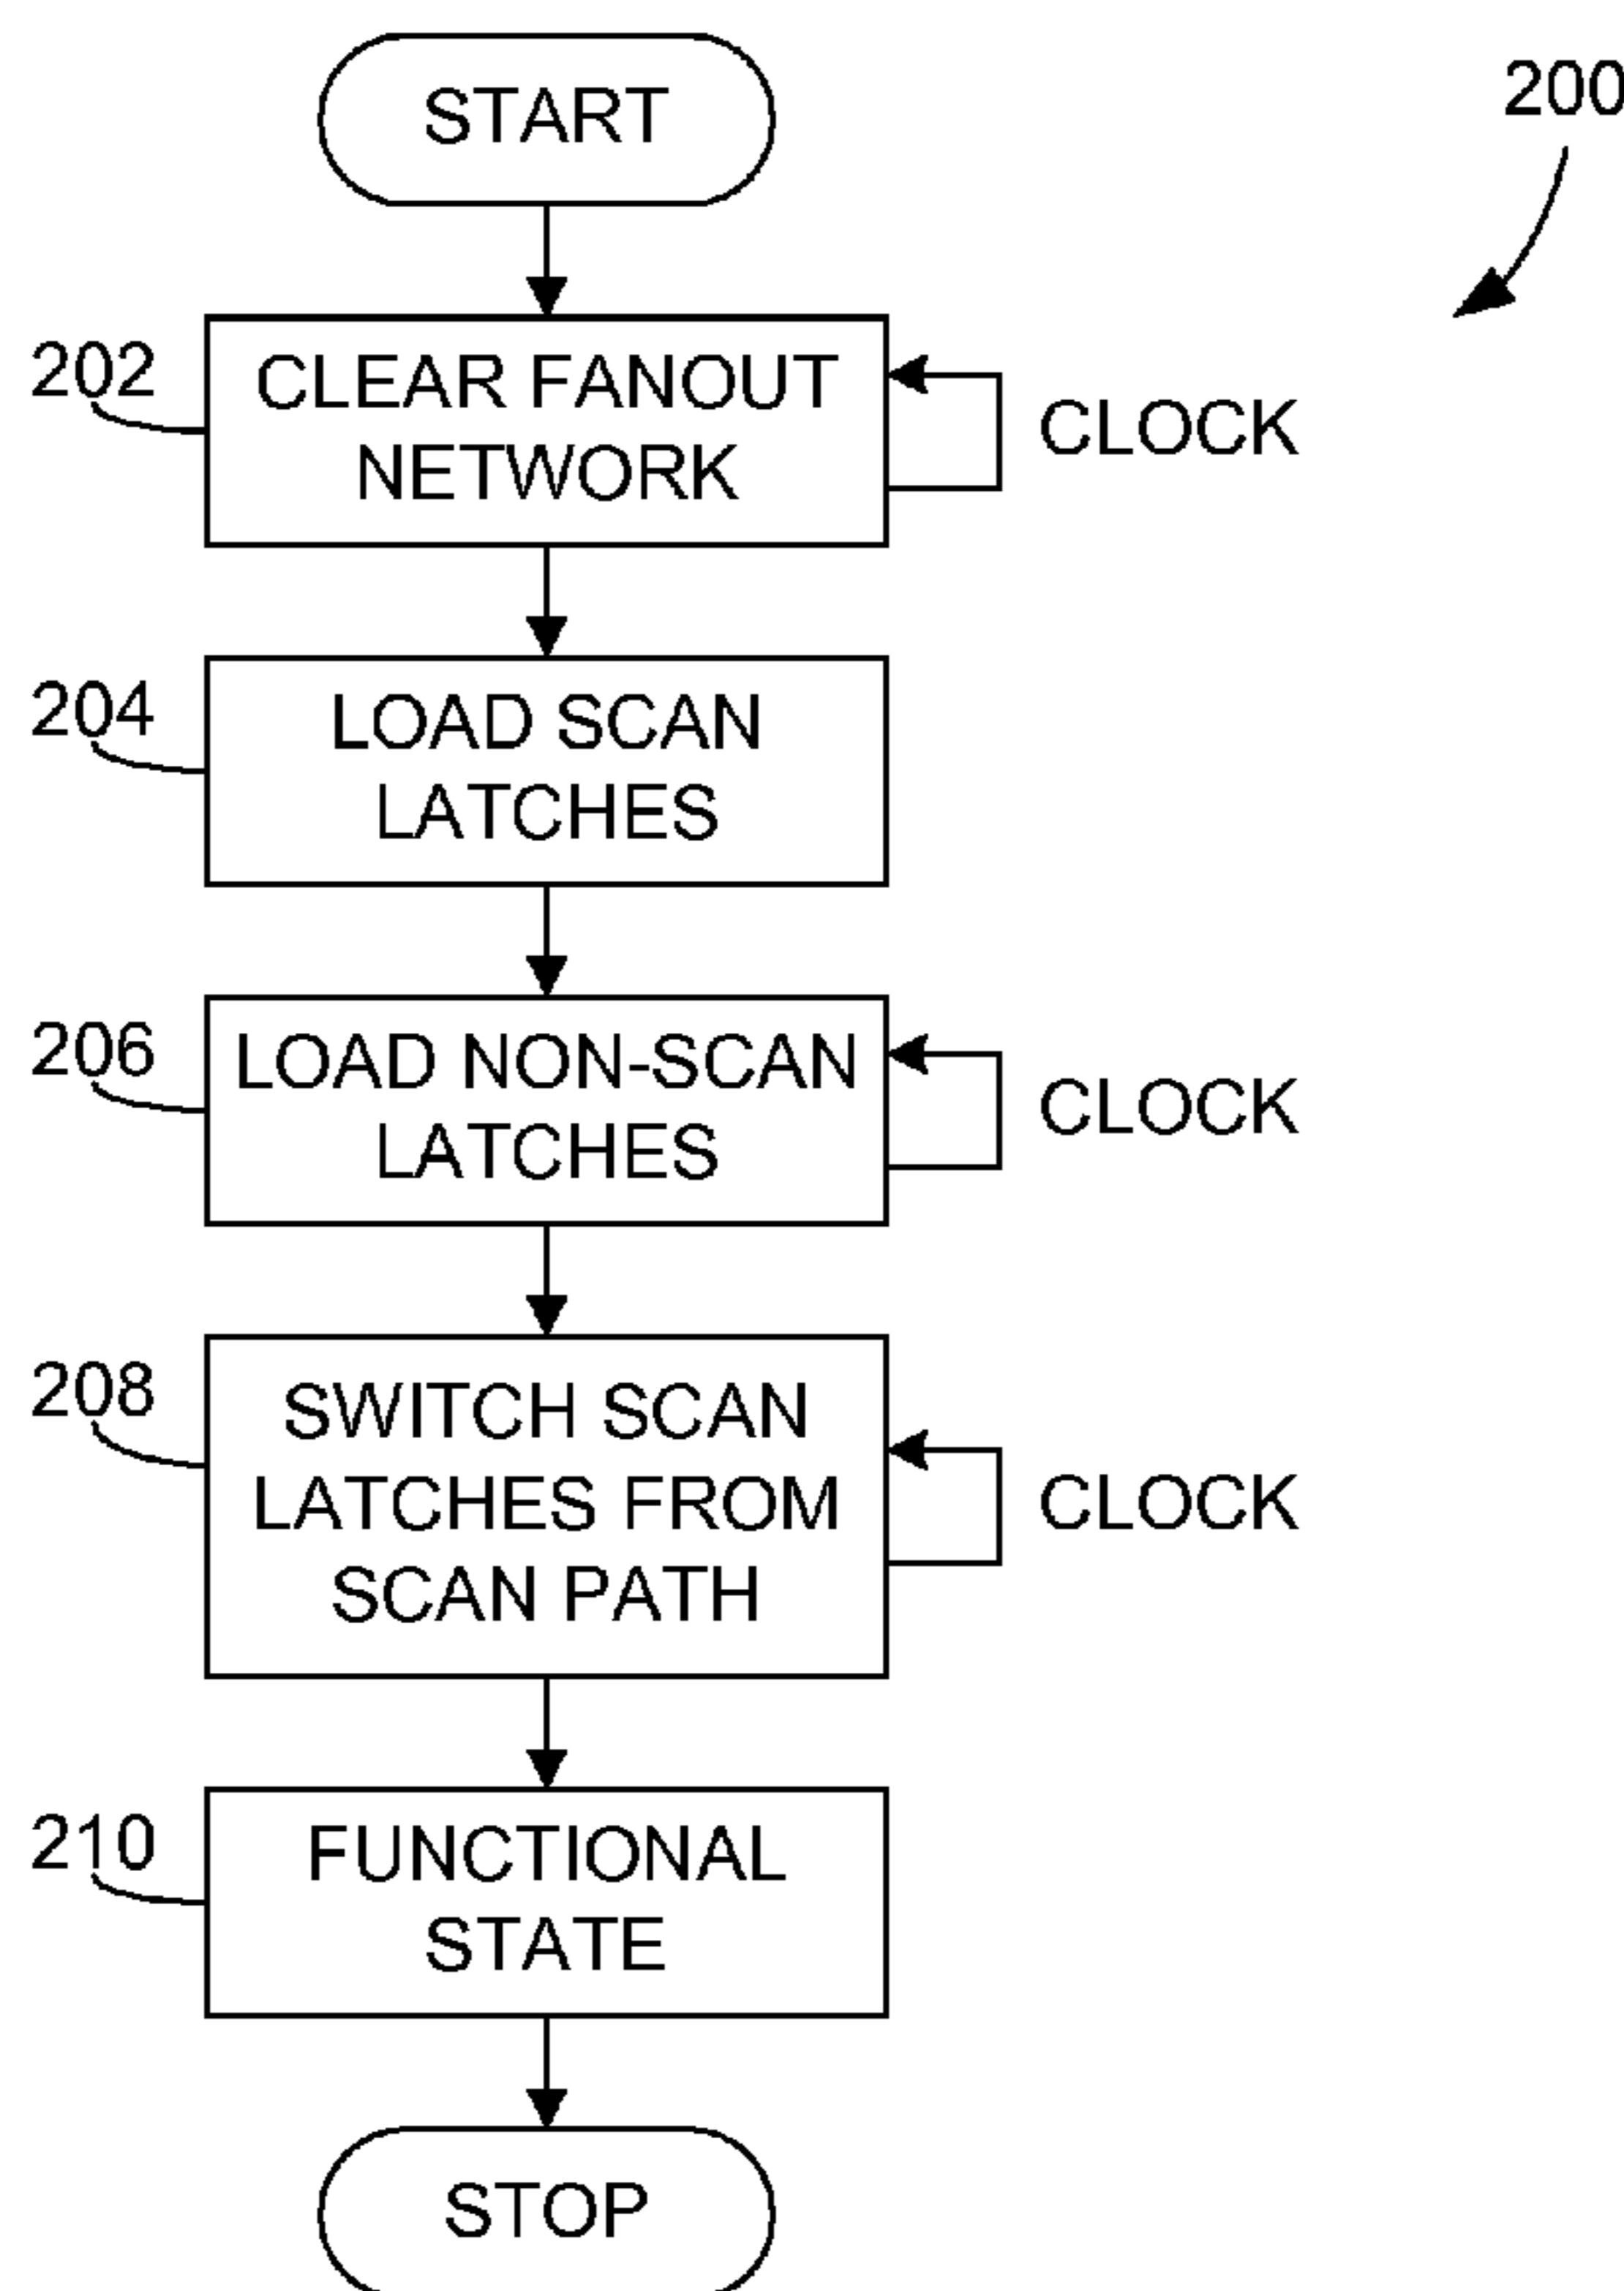 START
200
202
CLEAR FANOUT
NETWORK
CLOCK
204
LOAD SCAN
LATCHES
206
LOAD NON-SCAN
LATCHES
CLOCK
208
SWITCH SCAN
LATCHES FROM
SCAN PATH
CLOCK
210
FUNCTIONAL
STATE
STOP